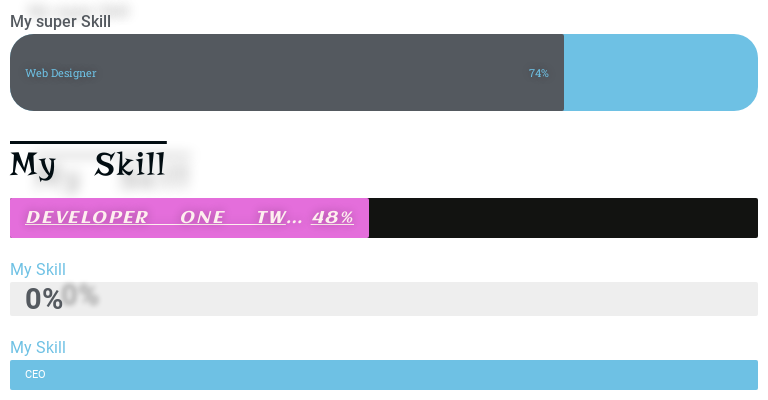 My super Skill
Web Designer 74%
My Skill
DEVELOPER ONE TW... 48%
My Skill
0%
My Skill
CEO